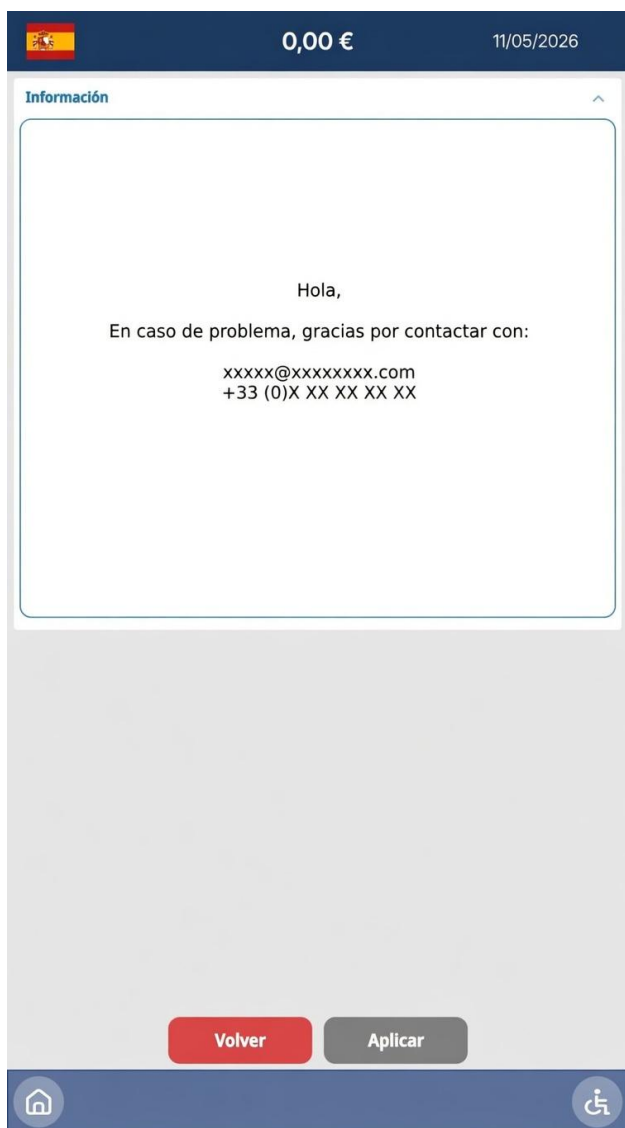 0,00 €
11/05/2026
Información
Hola,
En caso de problema, gracias por contactar con:
xxxxx@xxxxxxxx.com
+33 (0)X XX XX XX XX
Volver
Aplicar